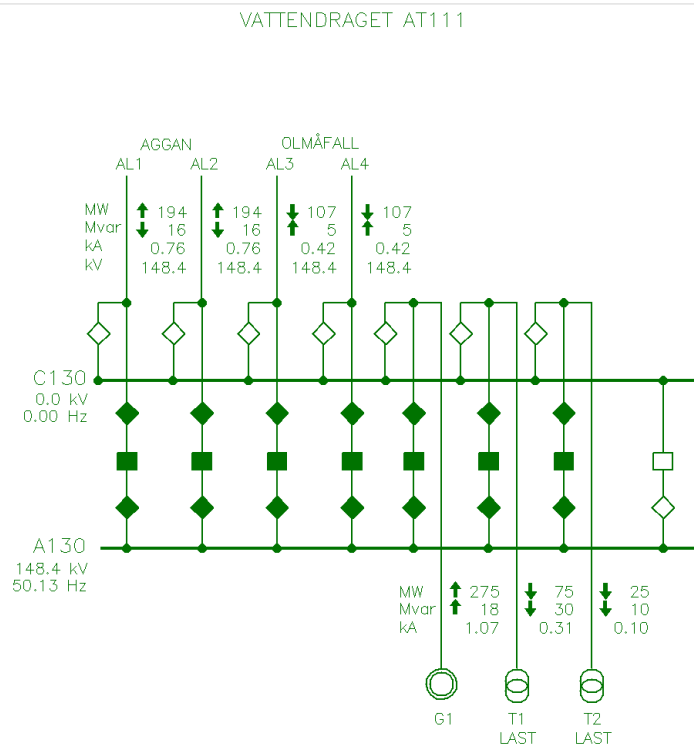 VATTENDRAGET AT111
AGGAN OLMÅFALL
AL1 AL2 AL3 AL4
MW 194 194 107 107
Mvar 16 16 5 5
kA 0.76 0.76 0.42 0.42
kV 148.4 148.4 148.4 148.4
C130
0.0 kV
0.00 Hz
A130
148.4 kV
50.13 Hz
MW 275 75 25
Mvar 18 30 10
kA 1.07 0.31 0.10
G1 T1 T2
LAST LAST